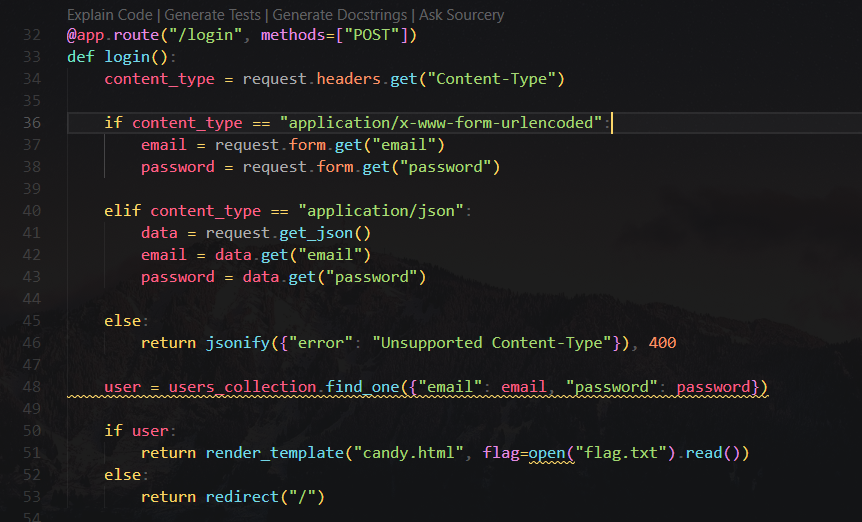 Explain Code | Generate Tests | Generate Docstrings | Ask Sourcery
32 @app.route("/login", methods=["POST"])
33 def login():
34 content_type = request.headers.get("Content-Type")
35
36 if content_type == "application/x-www-form-urlencoded":
37 email = request.form.get("email")
38 password = request.form.get("password")
39
40 elif content_type == "application/json":
41 data = request.get_json()
42 email = data.get("email")
43 password = data.get("password")
44
45 else:
46 return jsonify({"error": "Unsupported Content-Type"}), 400
47
48 user = users_collection.find_one({"email": email, "password": password})
49
50 if user:
51 return render_template("candy.html", flag=open("flag.txt").read())
52 else:
53 return redirect("/")
54